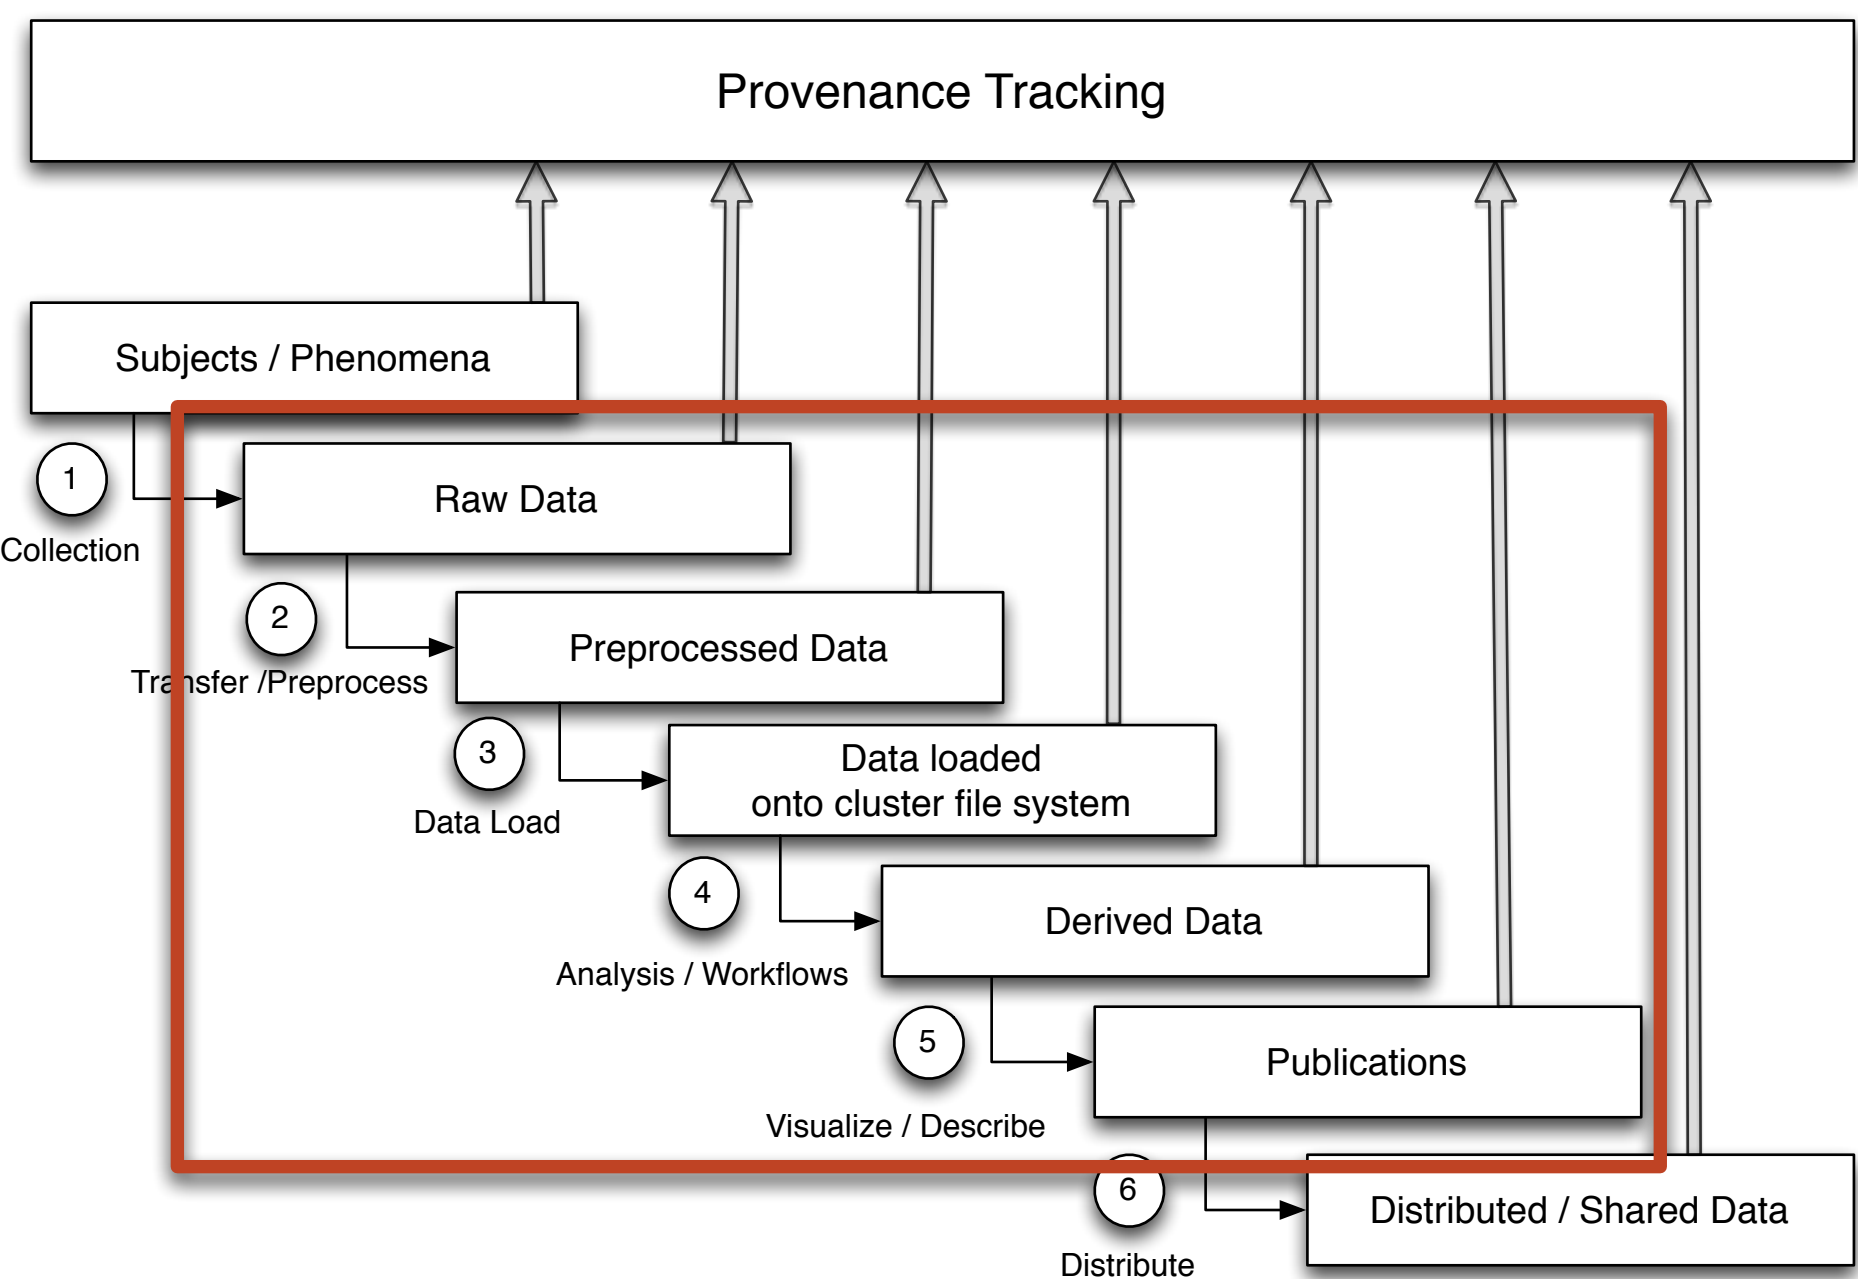 Provenance Tracking
Subjects / Phenomena
1
Collection
Raw Data
2
Transfer /Preprocess
Preprocessed Data
3
Data Load
Data loaded
onto cluster file system
4
Analysis / Workflows
Derived Data
5
Visualize / Describe
Publications
6
Distribute
Distributed / Shared Data